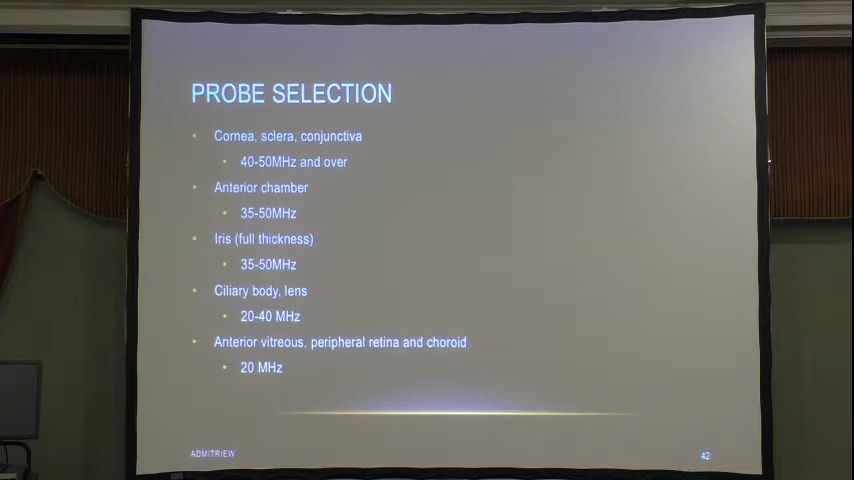 PROBE SELECTION
• Cornea, sclera, conjunctiva
• 40-50MHz and over
• Anterior chamber
• 35-50MHz
• Iris (full thickness)
• 35-50MHz
• Ciliary body, lens
• 20-40 MHz
• Anterior vitreous, peripheral retina and choroid
• 20 MHz
ADMITRIEW
42